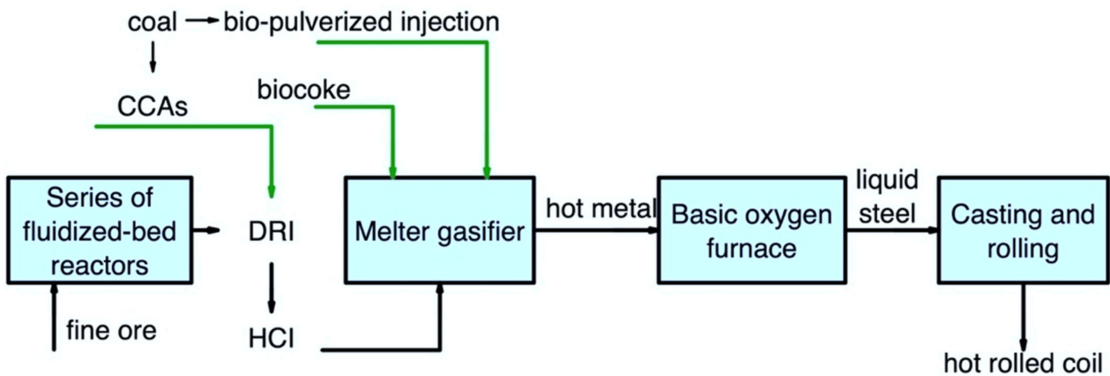 coal
bio-pulverized injection
CCAs
biocoke
Series of
fluidized-bed
reactors
fine ore
DRI
HCI
Melter gasifier
hot metal
Basic oxygen
furnace
liquid
steel
Casting and
rolling
hot rolled coil